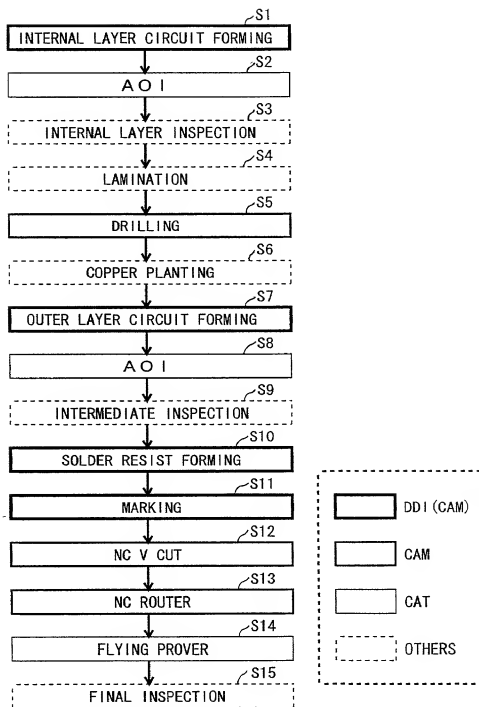 S1
INTERNAL LAYER CIRCUIT FORMING
S2
AOI
S3
INTERNAL LAYER INSPECTION
S4
LAMINATION
S5
DRILLING
S6
COPPER PLANTING
S7
OUTER LAYER CIRCUIT FORMING
S8
AOI
S9
INTERMEDIATE INSPECTION
S10
SOLDER RESIST FORMING
S11
MARKING
S12
NC V CUT
S13
NC ROUTER
S14
FLYING PROVER
S15
FINAL INSPECTION
DDI (CAM)
CAM
CAT
OTHERS